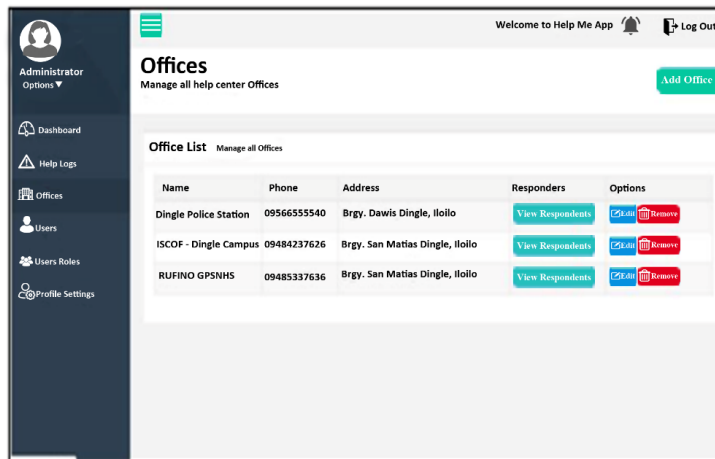 Welcome to Help Me App
Log Out
Administrator
Options
Offices
Manage all help center Offices
Add Office
Dashboard
Help Logs
Offices
Users
Users Roles
Profile Settings
Office List Manage all Offices
Name Phone Address Responders Options
Dingle Police Station 09566555540 Brgy. Dawis Dingle, Iloilo View Respondents Edit Remove
ISCOF - Dingle Campus 09484237626 Brgy. San Matias Dingle, Iloilo View Respondents Edit Remove
RUFINO GPSNHS 09485337636 Brgy. San Matias Dingle, Iloilo View Respondents Edit Remove